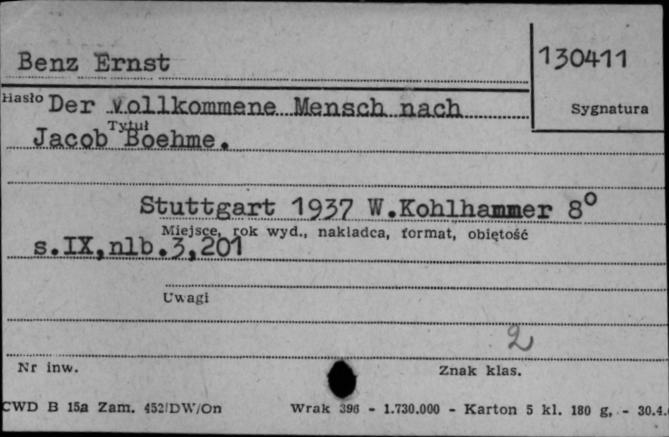 Benz Ernst
130411
Hasło
Der vollkommene Mensch nach
Sygnatura
Tytuł
Jacob Boehme.
Stuttgart 1937 W.Kohlhammer 8°
Miejsce, rok wyd., nakładca, format, objętość
s.IX,nlb.3,201
Uwagi
2
Nr inw.
Znak klas.
CWD B 15a Zam. 452/DW/On
Wrak 396 - 1.730.000 - Karton 5 kl. 180 g, - 30.4.